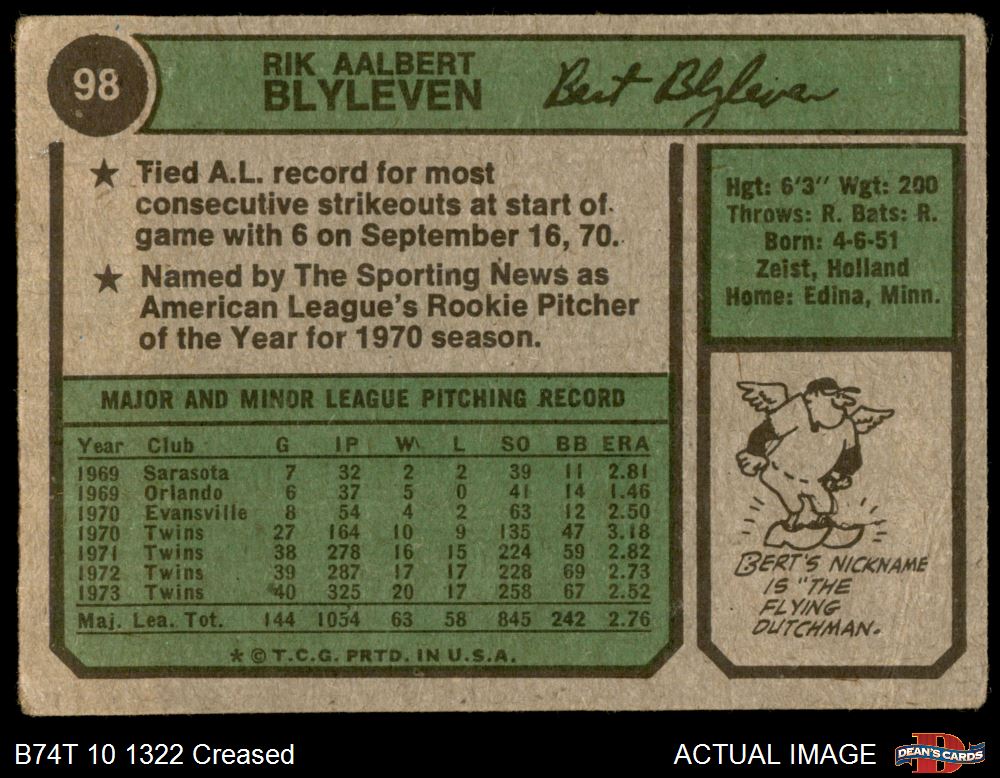 98
RIK AALBERT
BLYLEVEN
Bert Blyleven
★ Tied A.L. record for most
consecutive strikeouts at start of
game with 6 on September 16, 70.
★ Named by The Sporting News as
American League's Rookie Pitcher
of the Year for 1970 season.
Hgt: 6'3" Wgt: 200
Throws: R. Bats: R.
Born: 4-6-51
Zeist, Holland
Home: Edina, Minn.
MAJOR AND MINOR LEAGUE PITCHING RECORD
Year Club G IP W L SO BB ERA
1969 Sarasota 7 32 2 2 39 11 2.81
1969 Orlando 6 37 5 0 41 14 1.46
1970 Evansville 8 54 4 2 63 12 2.50
1970 Twins 27 164 10 9 135 47 3.18
1971 Twins 38 278 16 15 224 59 2.82
1972 Twins 39 287 17 17 228 69 2.73
1973 Twins 40 325 20 17 258 67 2.52
Maj. Lea. Tot. 144 1054 63 58 845 242 2.76
* © T.C.G. PRTD. IN U.S.A.
BERT'S NICKNAME
IS "THE
FLYING
DUTCHMAN.
B74T 10 1322 Creased
ACTUAL IMAGE
DEAN'S CARDS